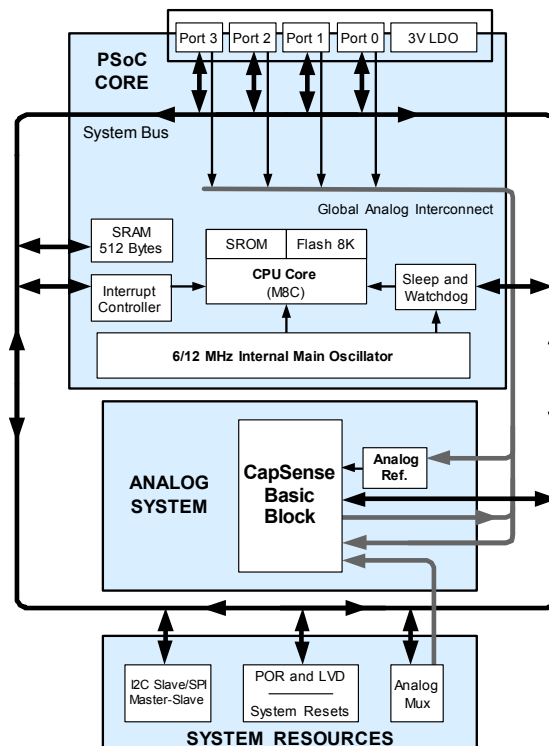 Port 3 Port 2 Port 1 Port 0 3V LDO
PSoC
CORE
System Bus
Global Analog Interconnect
SRAM
512 Bytes
SROM Flash 8K
CPU Core
(M8C)
Interrupt
Controller
Sleep and
Watchdog
6/12 MHz Internal Main Oscillator
ANALOG
SYSTEM
CapSense
Basic
Block
Analog
Ref.
I2C Slave/SPI
Master-Slave
POR and LVD
System Resets
Analog
Mux
SYSTEM RESOURCES